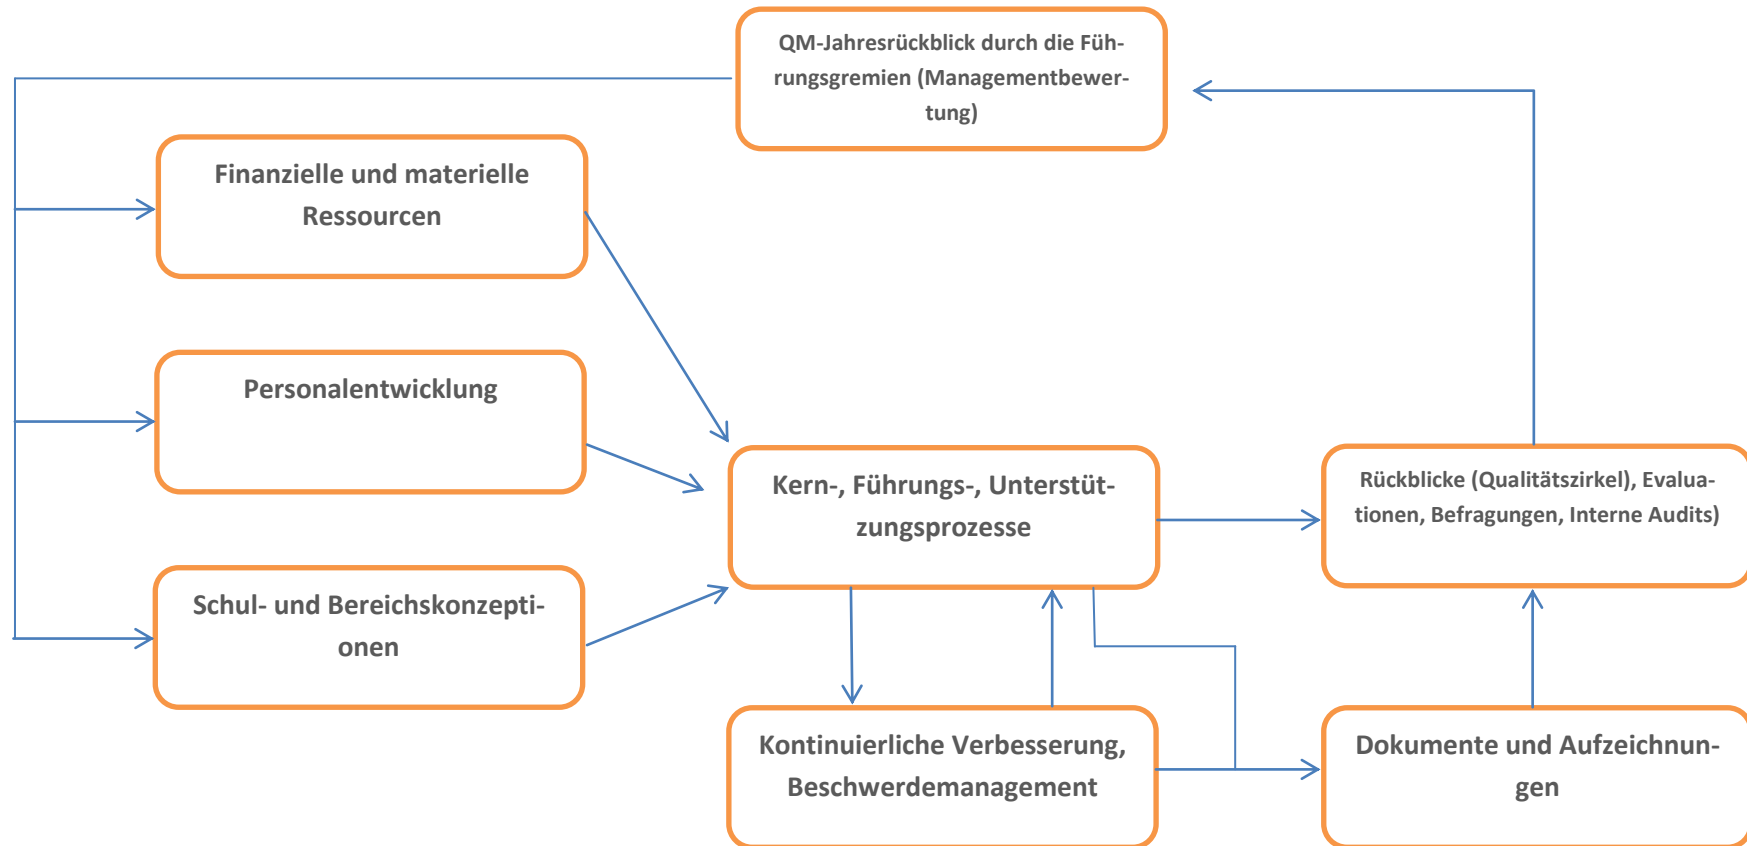 QM-Jahresrückblick durch die Füh-
rungsgremien (Managementbewer-
tung)
Finanzielle und materielle
Ressourcen
Personalentwicklung
Kern-, Führungs-, Unterstüt-
zungsprozesse
Rückblicke (Qualitätszirkel), Evalua-
tionen, Befragungen, Interne Audits)
Schul- und Bereichskonzepti-
onen
Kontinuierliche Verbesserung,
Beschwerdemanagement
Dokumente und Aufzeichnun-
gen